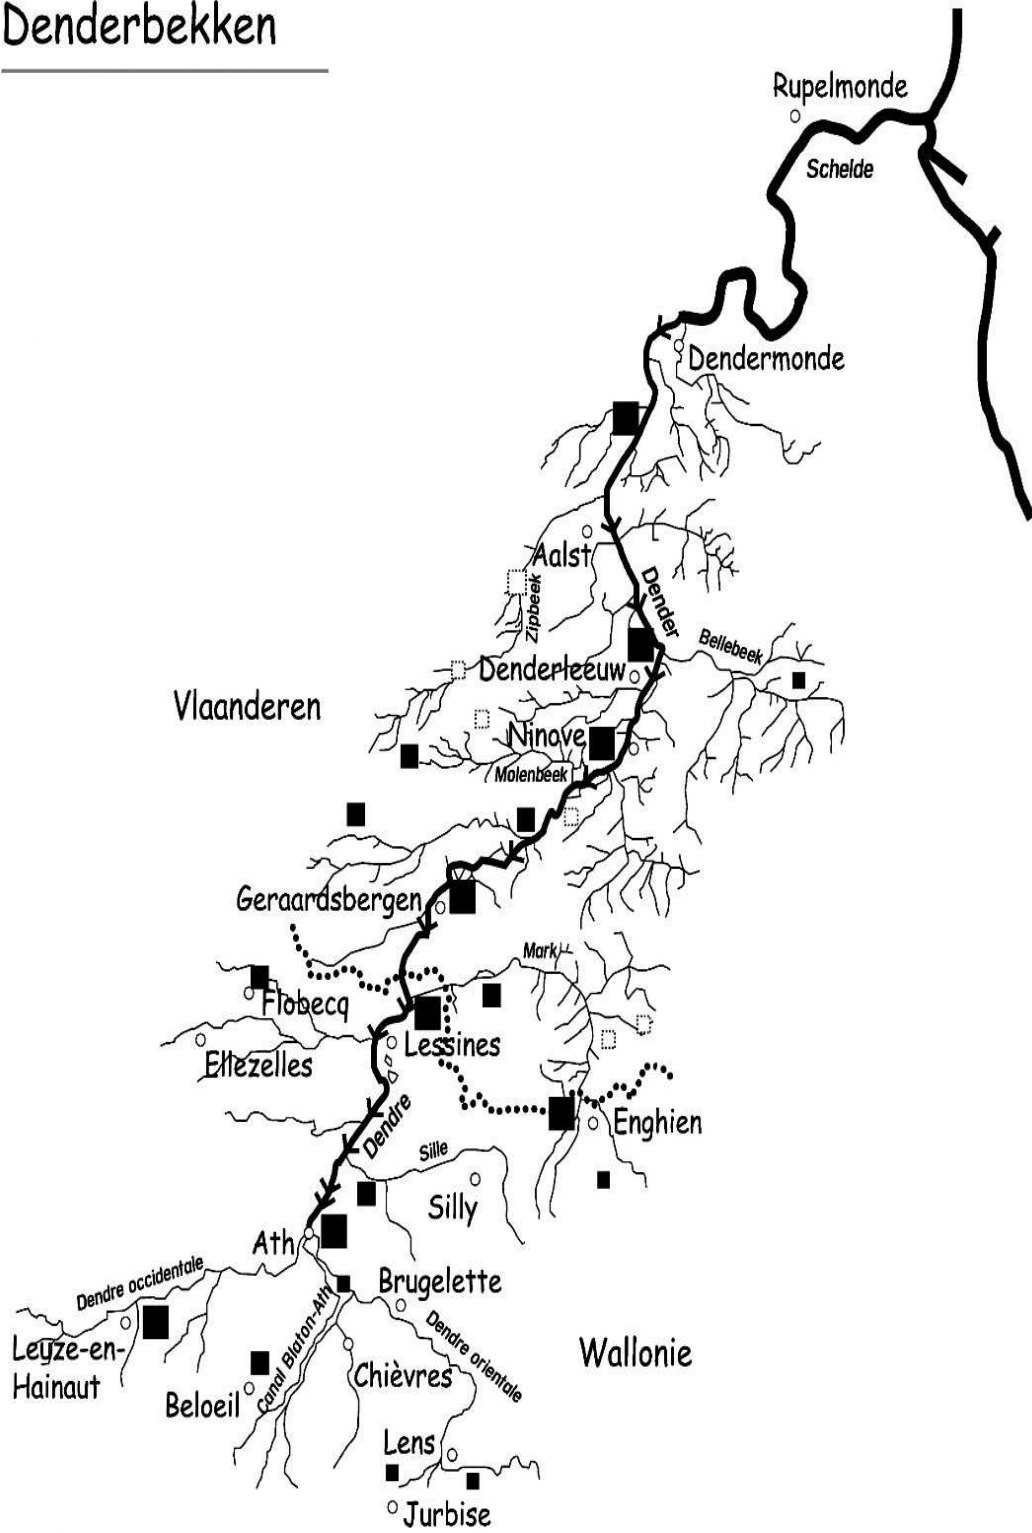 Denderbekken
Rupelmonde
Schelde
Dendermonde
Aalst
Zipbeek
Dender
Bellebeek
Denderleeuw
Vlaanderen
Ninove
Molenbeek
Geraardsbergen
Mark
Flobecq
Lessines
Ellezelles
Enghien
Dendre
Sille
Silly
Ath
Dendre occidentale
Brugelette
Canal Blaton-Ath
Dendre orientale
Leuze-en-
Hainaut
Wallonie
Chièvres
Beloeil
Lens
Jurbise